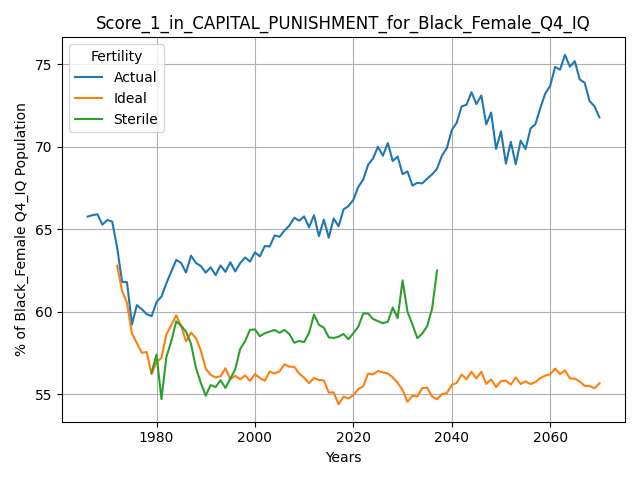 Score_1_in_CAPITAL_PUNISHMENT_for_Black_Female_Q4_IQ
% of Black_Female Q4_IQ Population
75
70
65
60
55
Fertility
Actual
Ideal
Sterile
1980 2000 2020 2040 2060
Years